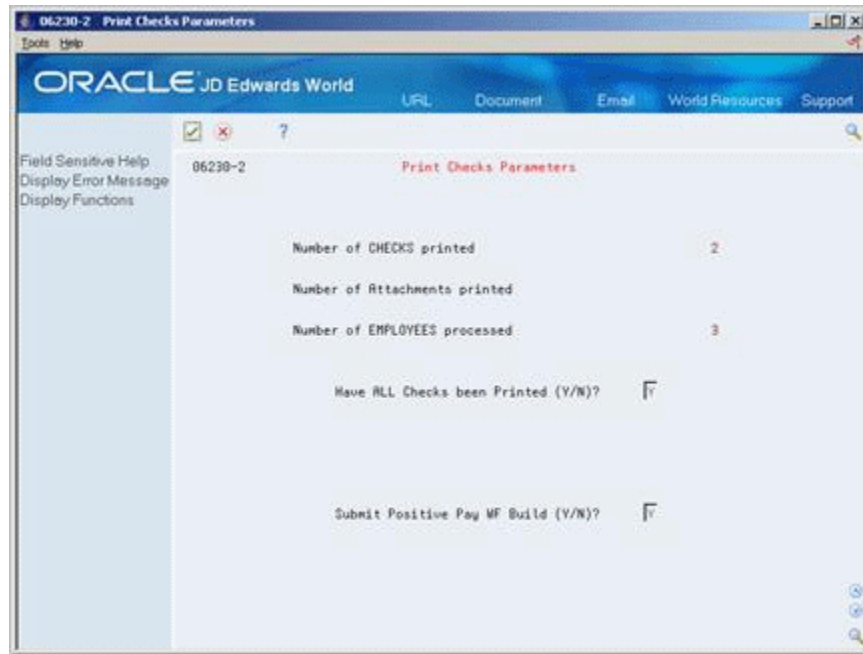 06230-2 Print Checks Parameters
Tools Help
ORACLE JD Edwards World
URL Document Email World Resources Support
?
Field Sensitive Help
Display Error Message
Display Functions
06230-2 Print Checks Parameters
Number of CHECKS printed 2
Number of Attachments printed
Number of EMPLOYEES processed 3
Have ALL Checks been Printed (Y/N)? Y
Submit Positive Pay WF Build (Y/N)? Y